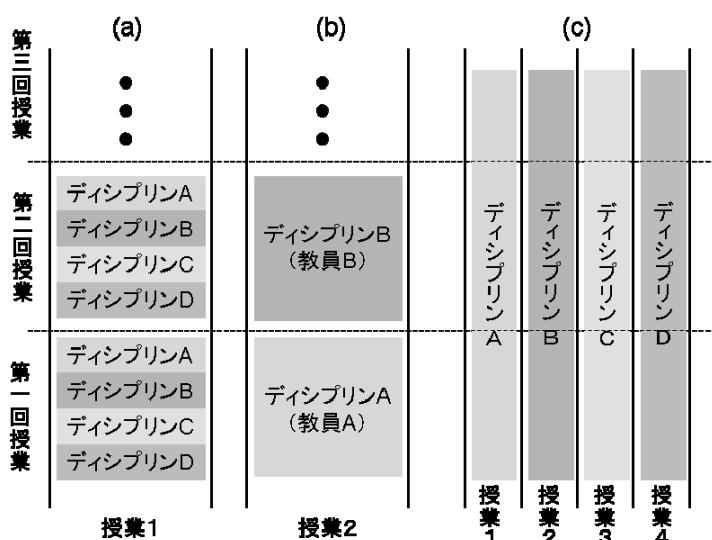 (a)
(b)
(c)
第三回授業
第二回授業
ディシプリンA
ディシプリンB
ディシプリンC
ディシプリンD
ディシプリンB
(教員B)
第一回授業
ディシプリンA
ディシプリンB
ディシプリンC
ディシプリンD
ディシプリンA
(教員A)
ディシプリンA
ディシプリンB
ディシプリンC
ディシプリンD
授業1
授業2
授業1
授業2
授業3
授業4